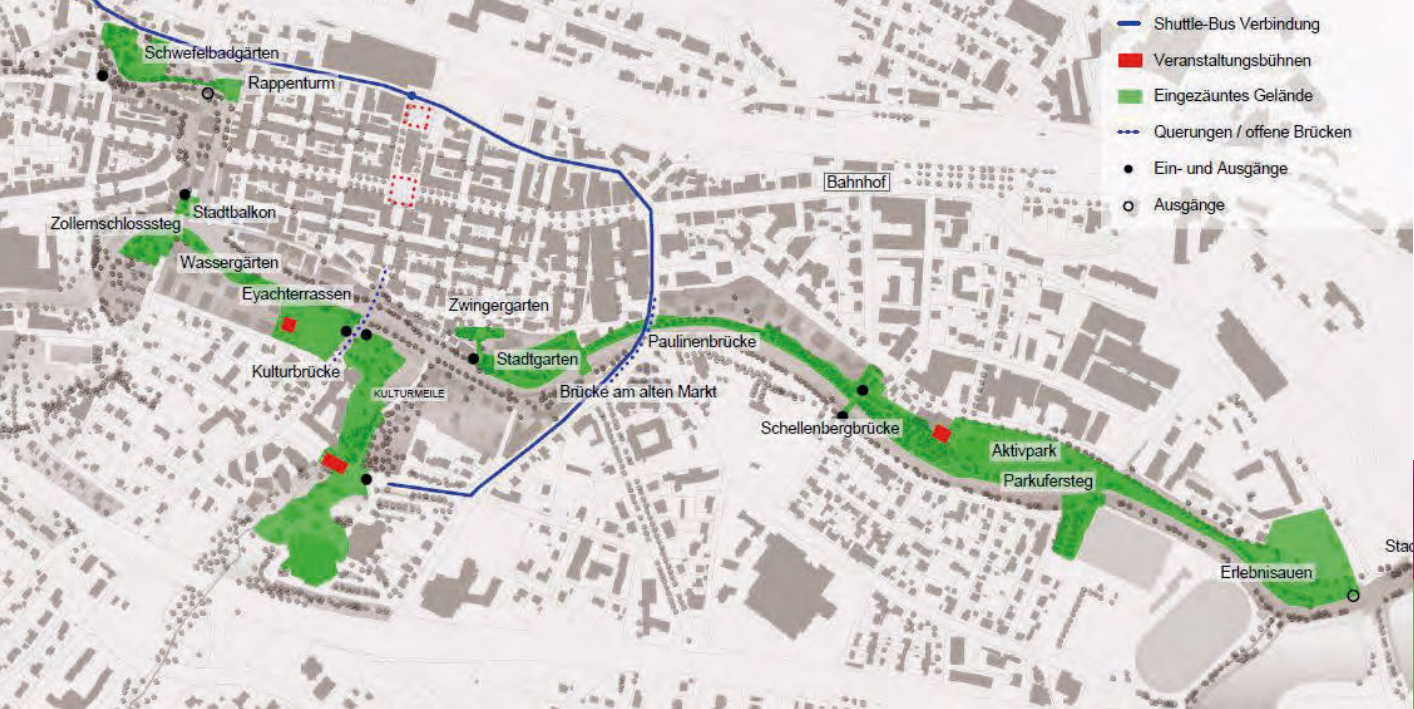 Shuttle-Bus Verbindung
Veranstaltungsbühnen
Eingezäuntes Gelände
Querungen / offene Brücken
Ein- und Ausgänge
Ausgänge
Schwefelbadgärten
Rappenturm
Bahnhof
Stadtbalkon
Zollernschlosssteg
Wassergärten
Eyachterrassen
Zwingergarten
Paulinenbrücke
Stadtgarten
Kulturbrücke
KULTURMEILE
Brücke am alten Markt
Schellenbergbrücke
Aktivpark
Parkufersteg
Stad
Erlebnisauen